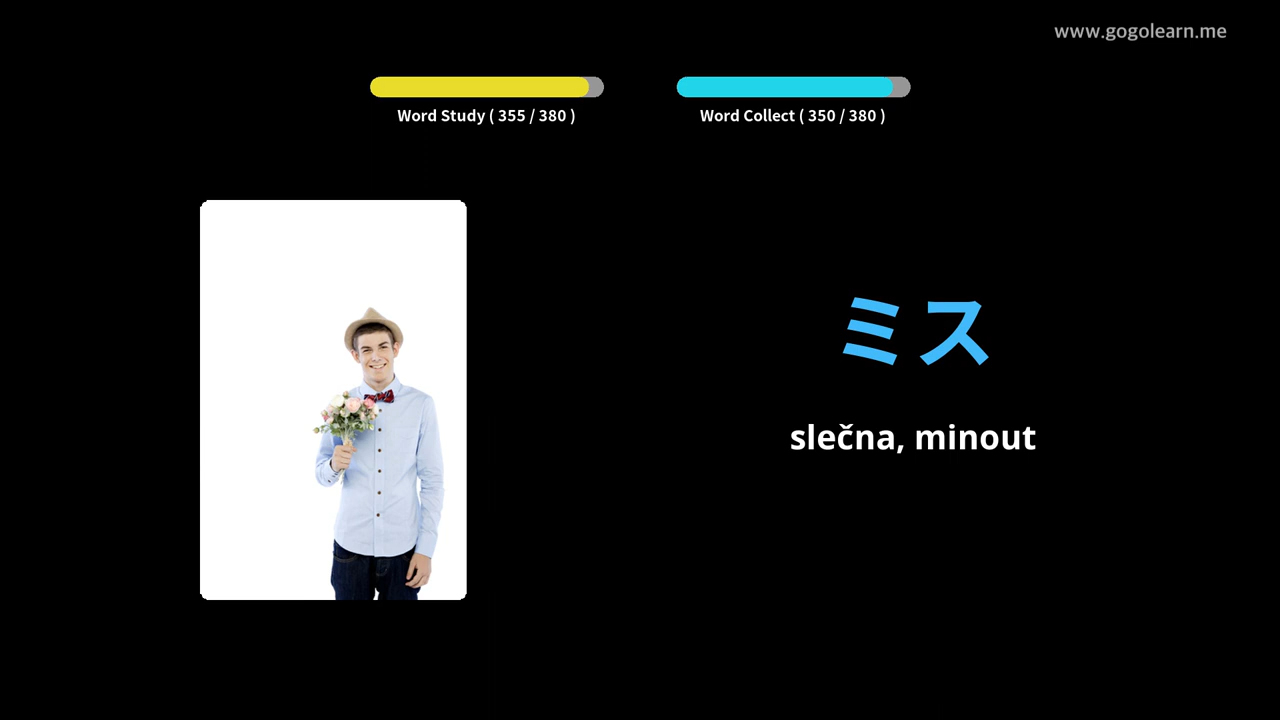 www.gogolearn.me
Word Study ( 355 / 380 )
Word Collect ( 350 / 380 )
ミス
slečna, minout